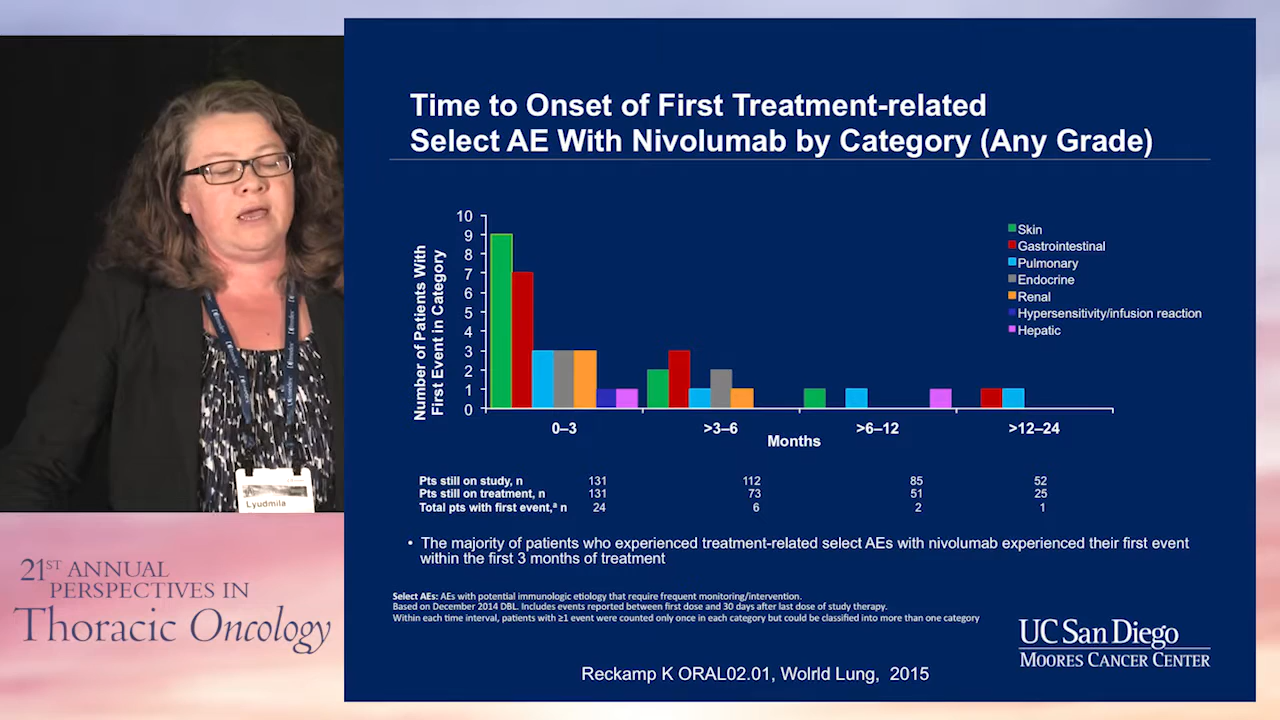 Time to Onset of First Treatment-related
Select AE With Nivolumab by Category (Any Grade)
Number of Patients With
First Event in Category
10
9
8
7
6
5
4
3
2
1
0
Skin
Gastrointestinal
Pulmonary
Endocrine
Renal
Hypersensitivity/infusion reaction
Hepatic
0–3 >3–6 >6–12 >12–24
Months
Pts still on study, n 131 112 85 52
Pts still on treatment, n 131 73 51 25
Total pts with first event,ᵃ n 24 6 2 1
• The majority of patients who experienced treatment-related select AEs with nivolumab experienced their first event
within the first 3 months of treatment
Select AEs: AEs with potential immunologic etiology that require frequent monitoring/intervention.
Based on December 2014 DBL. Includes events reported between first dose and 30 days after last dose of study therapy.
Within each time interval, patients with ≥1 event were counted only once in each category but could be classified into more than one category
Reckamp K ORAL02.01, Wolrld Lung, 2015
UC San Diego
MOORES CANCER CENTER
Lyudmila
21ST ANNUAL
PERSPECTIVES IN
Thoracic Oncology